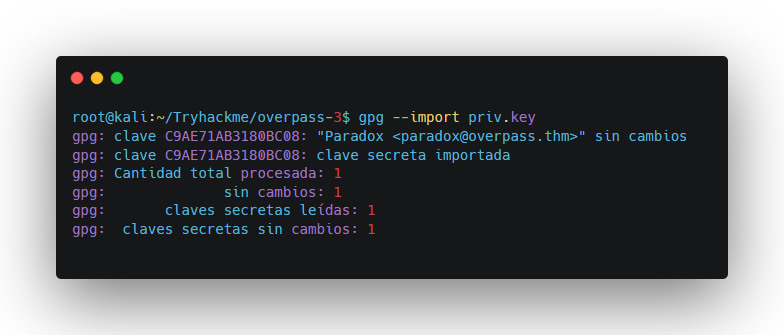 root@kali:~/Tryhackme/overpass-3$ gpg --import priv.key
gpg: clave C9AE71AB3180BC08: "Paradox <paradox@overpass.thm>" sin cambios
gpg: clave C9AE71AB3180BC08: clave secreta importada
gpg: Cantidad total procesada: 1
gpg:              sin cambios: 1
gpg:       claves secretas leídas: 1
gpg:  claves secretas sin cambios: 1